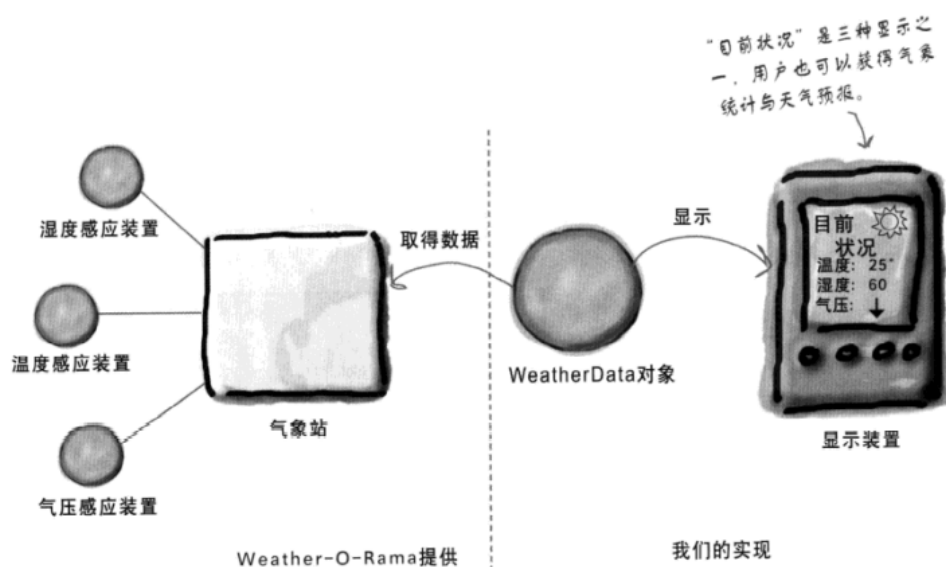 "目前状况"是三种显示之
一，用户也可以获得气象
统计与天气预报。
湿度感应装置
温度感应装置
气压感应装置
气象站
取得数据
显示
WeatherData对象
目前
状况
温度: 25°
湿度: 60
气压:
显示装置
Weather-O-Rama提供
我们的实现